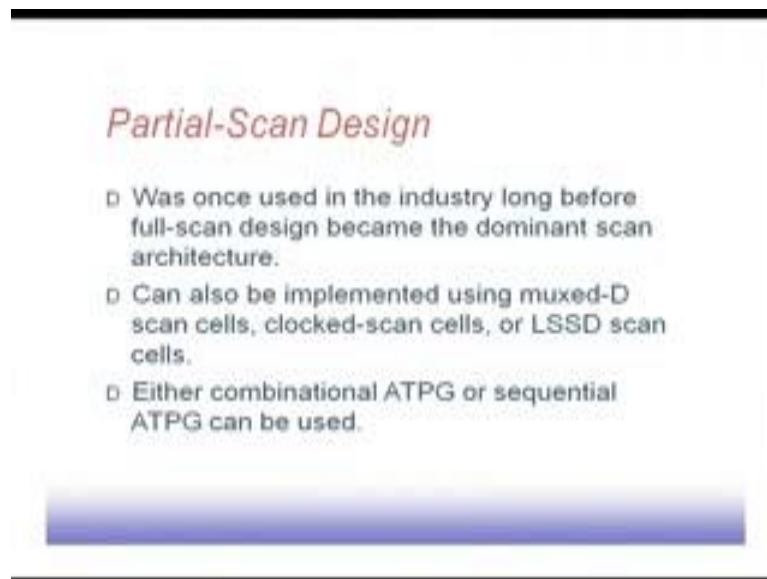 Partial-Scan Design
Was once used in the industry long before
full-scan design became the dominant scan
architecture.
Can also be implemented using muxed-D
scan cells, clocked-scan cells, or LSSD scan
cells.
Either combinational ATPG or sequential
ATPG can be used.